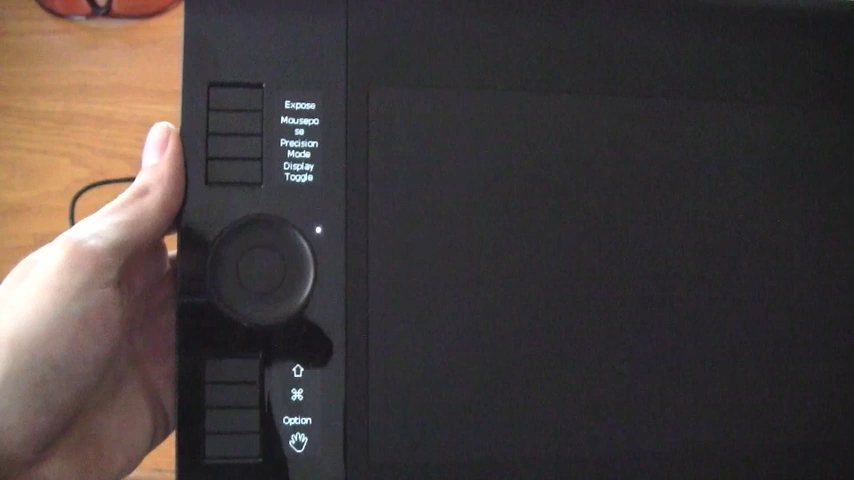 Expose
Mousepo
se
Precision
Mode
Display
Toggle
⌘
Option